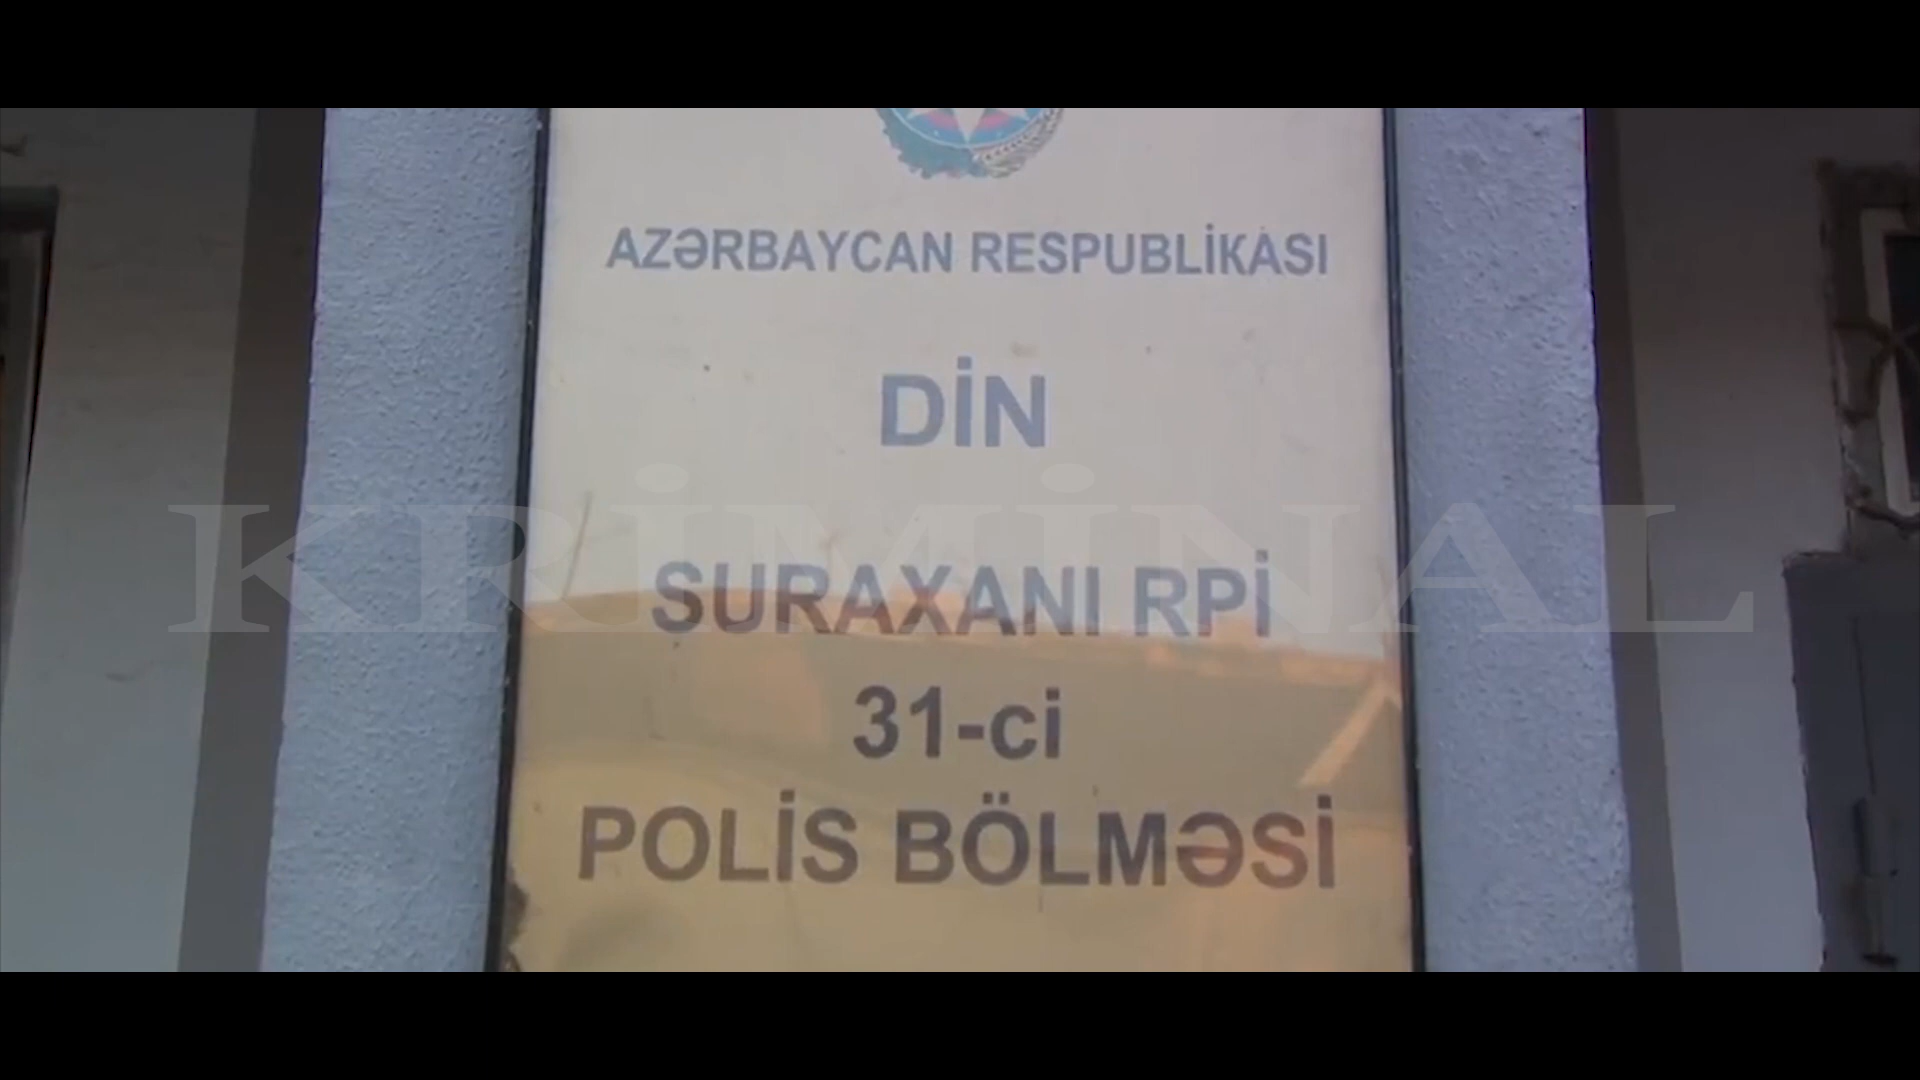 AZƏRBAYCAN RESPUBLİKASI
DİN
KRİMİNAL
SURAXANI RPİ
31-ci
POLİS BÖLMƏSİ